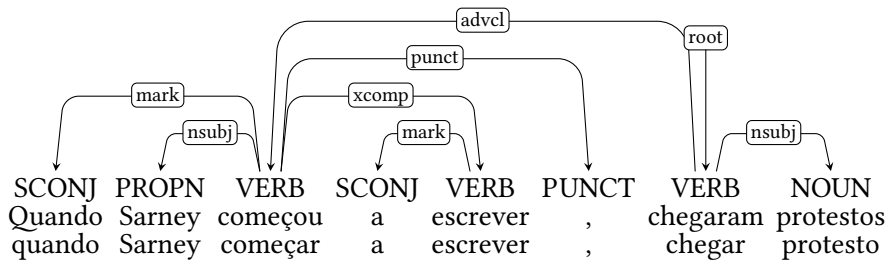 advcl
root
punct
mark xcomp
nsubj mark nsubj
SCONJ PROPN VERB SCONJ VERB PUNCT VERB NOUN
Quando Sarney começou a escrever , chegaram protestos
quando Sarney começar a escrever , chegar protesto